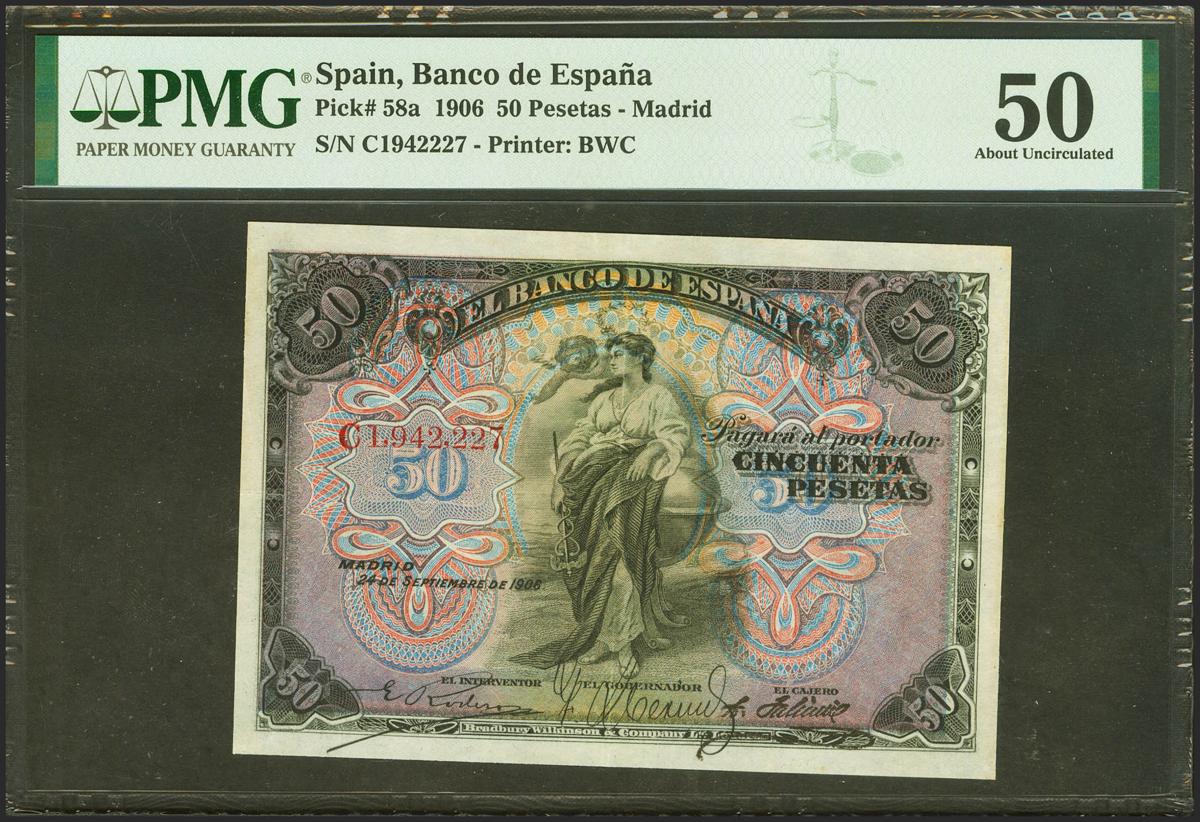 PMG®
PAPER MONEY GUARANTY
Spain, Banco de España
Pick# 58a 1906 50 Pesetas - Madrid
S/N C1942227 - Printer: BWC
50
About Uncirculated
50
EL BANCO DE ESPAÑA
50
C1,942,227
50
Pagará al portador
CINCUENTA
PESETAS
50
MADRID
24 DE SEPTIEMBRE DE 1906
EL INTERVENTOR
EL GOBERNADOR
EL CAJERO
50
50
Bradbury Wilkinson & Company Ld